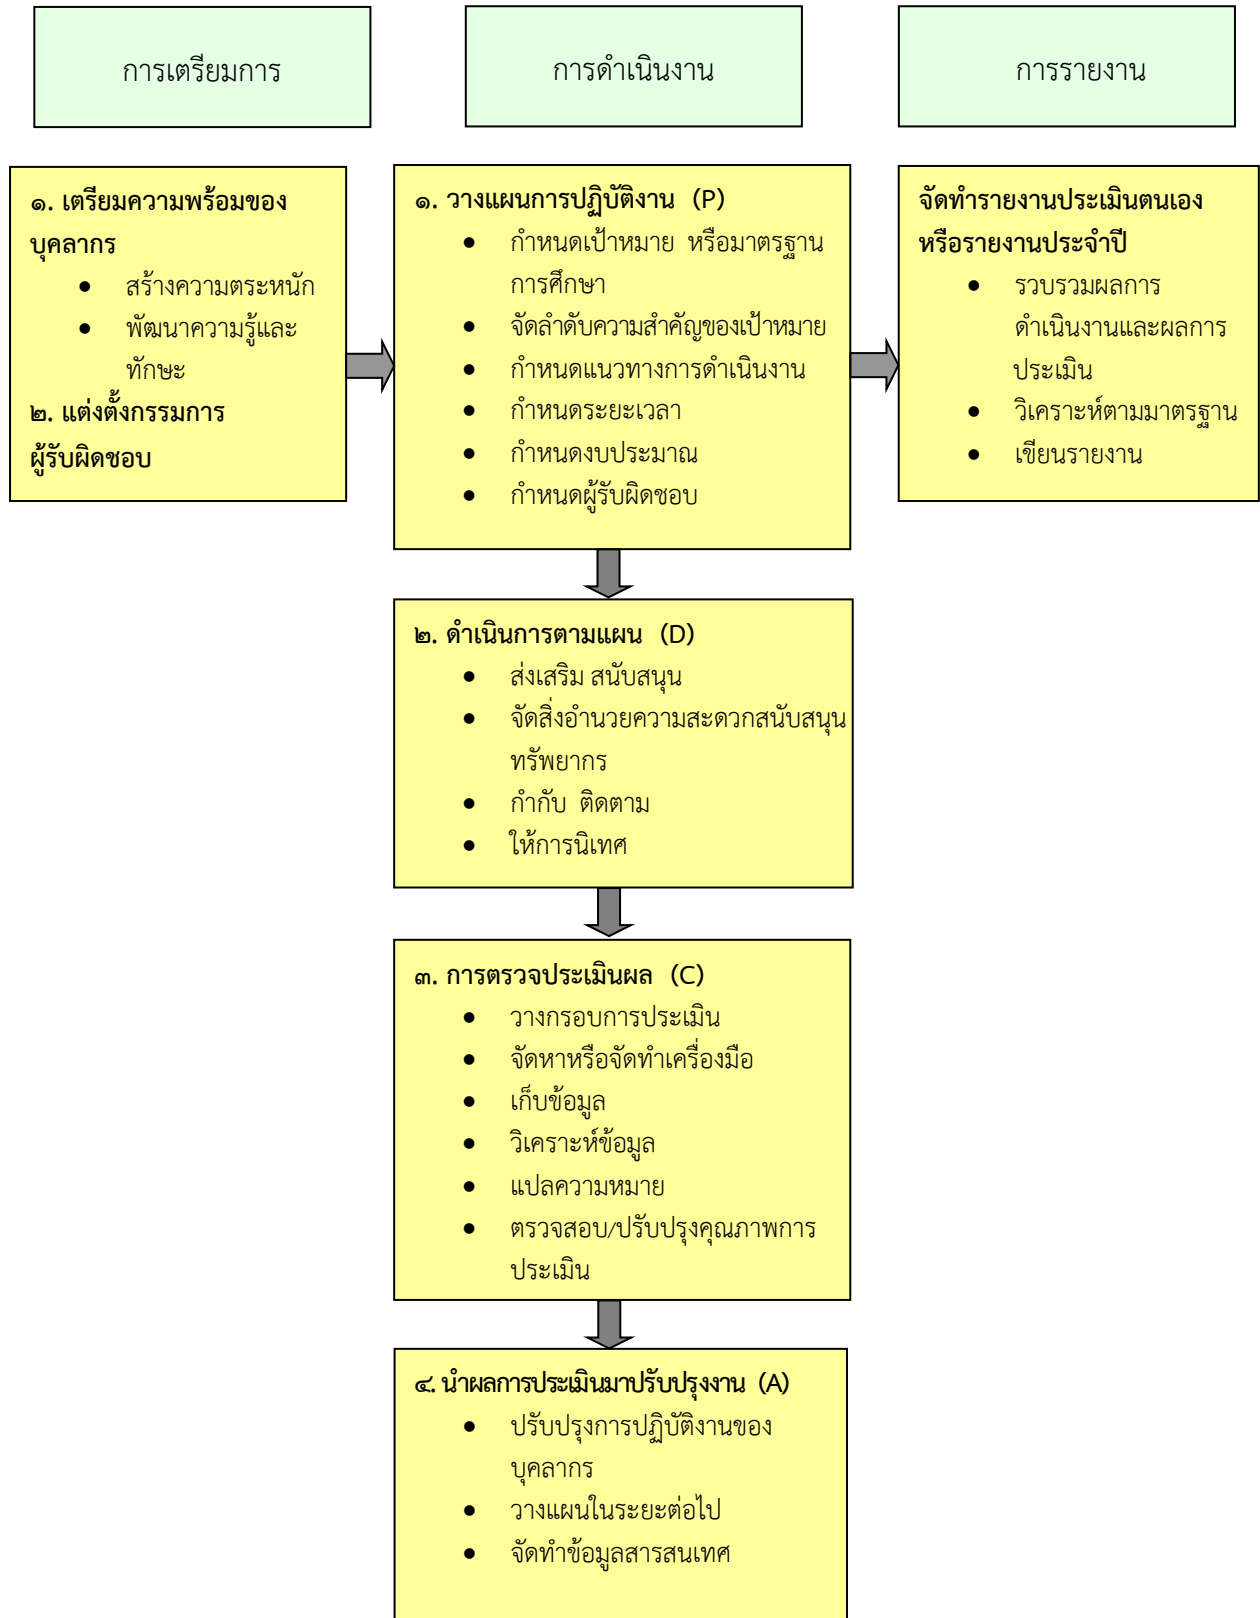 การเตรียมการ
การดำเนินงาน
การรายงาน
๑. เตรียมความพร้อมของ
บุคลากร
● สร้างความตระหนัก
● พัฒนาความรู้และ
ทักษะ
๒. แต่งตั้งกรรมการ
ผู้รับผิดชอบ
๑. วางแผนการปฏิบัติงาน (P)
● กำหนดเป้าหมาย หรือมาตรฐาน
การศึกษา
● จัดลำดับความสำคัญของเป้าหมาย
● กำหนดแนวทางการดำเนินงาน
● กำหนดระยะเวลา
● กำหนดงบประมาณ
● กำหนดผู้รับผิดชอบ
จัดทำรายงานประเมินตนเอง
หรือรายงานประจำปี
● รวบรวมผลการ
ดำเนินงานและผลการ
ประเมิน
● วิเคราะห์ตามมาตรฐาน
● เขียนรายงาน
๒. ดำเนินการตามแผน (D)
● ส่งเสริม สนับสนุน
● จัดสิ่งอำนวยความสะดวกสนับสนุน
ทรัพยากร
● กำกับ ติดตาม
● ให้การนิเทศ
๓. การตรวจประเมินผล (C)
● วางกรอบการประเมิน
● จัดหาหรือจัดทำเครื่องมือ
● เก็บข้อมูล
● วิเคราะห์ข้อมูล
● แปลความหมาย
● ตรวจสอบ/ปรับปรุงคุณภาพการ
ประเมิน
๔. นำผลการประเมินมาปรับปรุงงาน (A)
● ปรับปรุงการปฏิบัติงานของ
บุคลากร
● วางแผนในระยะต่อไป
● จัดทำข้อมูลสารสนเทศ